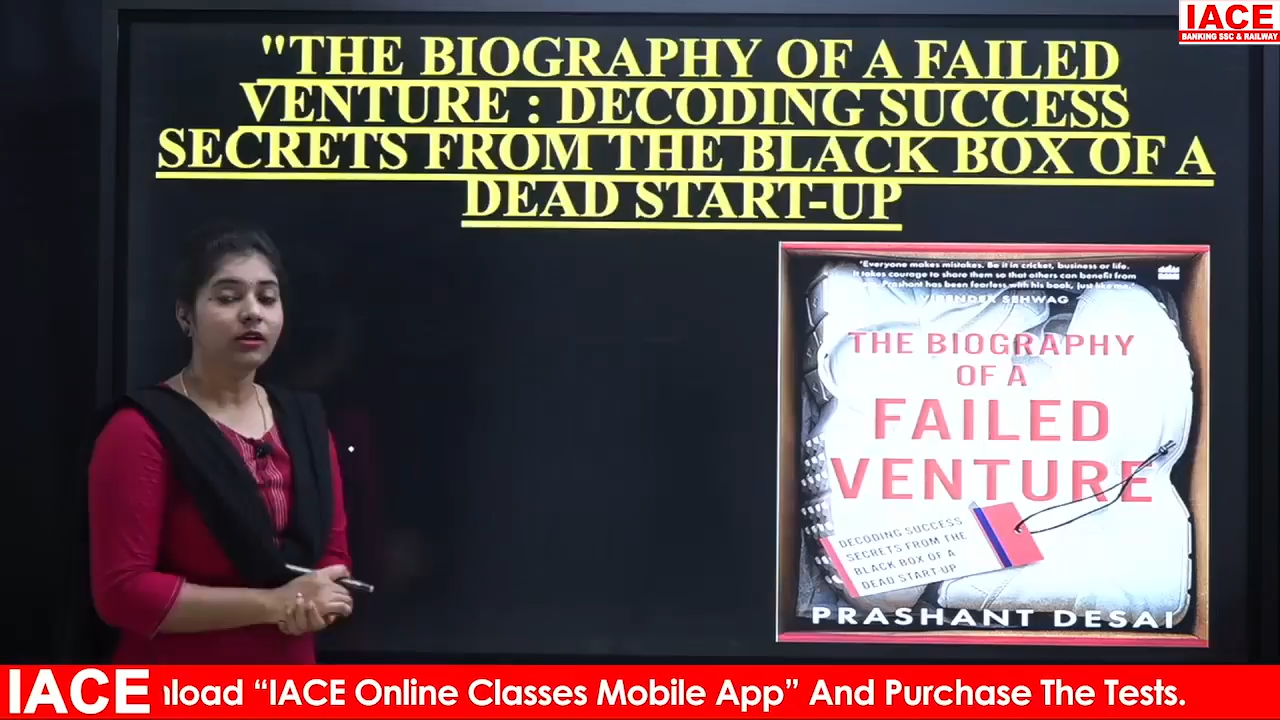 IACE
BANKING SSC & RAILWAY
"THE BIOGRAPHY OF A FAILED
VENTURE : DECODING SUCCESS
SECRETS FROM THE BLACK BOX OF A
DEAD START-UP
'Everyone makes mistakes. Be it in cricket, business or life.
It takes courage to share them so that others can benefit from
Prashant has been fearless with his book, just like me.'
VIRENDER SEHWAG
THE BIOGRAPHY
OF A
FAILED
VENTURE
DECODING SUCCESS
SECRETS FROM THE
BLACK BOX OF A
DEAD START-UP
PRASHANT DESAI
IACE load “IACE Online Classes Mobile App” And Purchase The Tests.